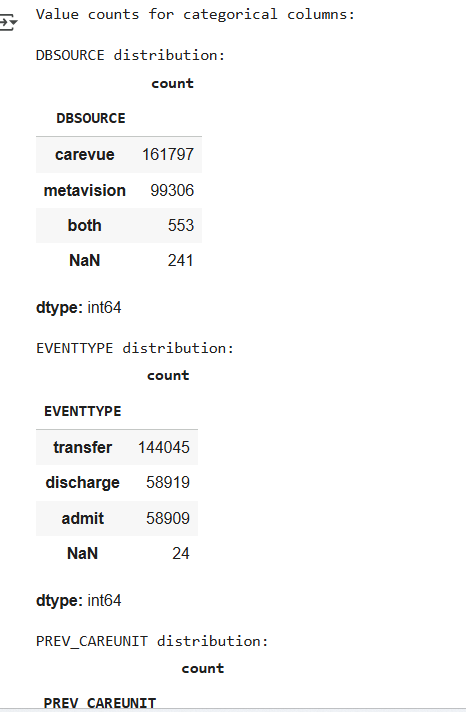 Value counts for categorical columns:
DBSOURCE distribution:
count
DBSOURCE
carevue 161797
metavision 99306
both 553
NaN 241
dtype: int64
EVENTTYPE distribution:
count
EVENTTYPE
transfer 144045
discharge 58919
admit 58909
NaN 24
dtype: int64
PREV_CAREUNIT distribution:
count
PREV_CAREUNIT